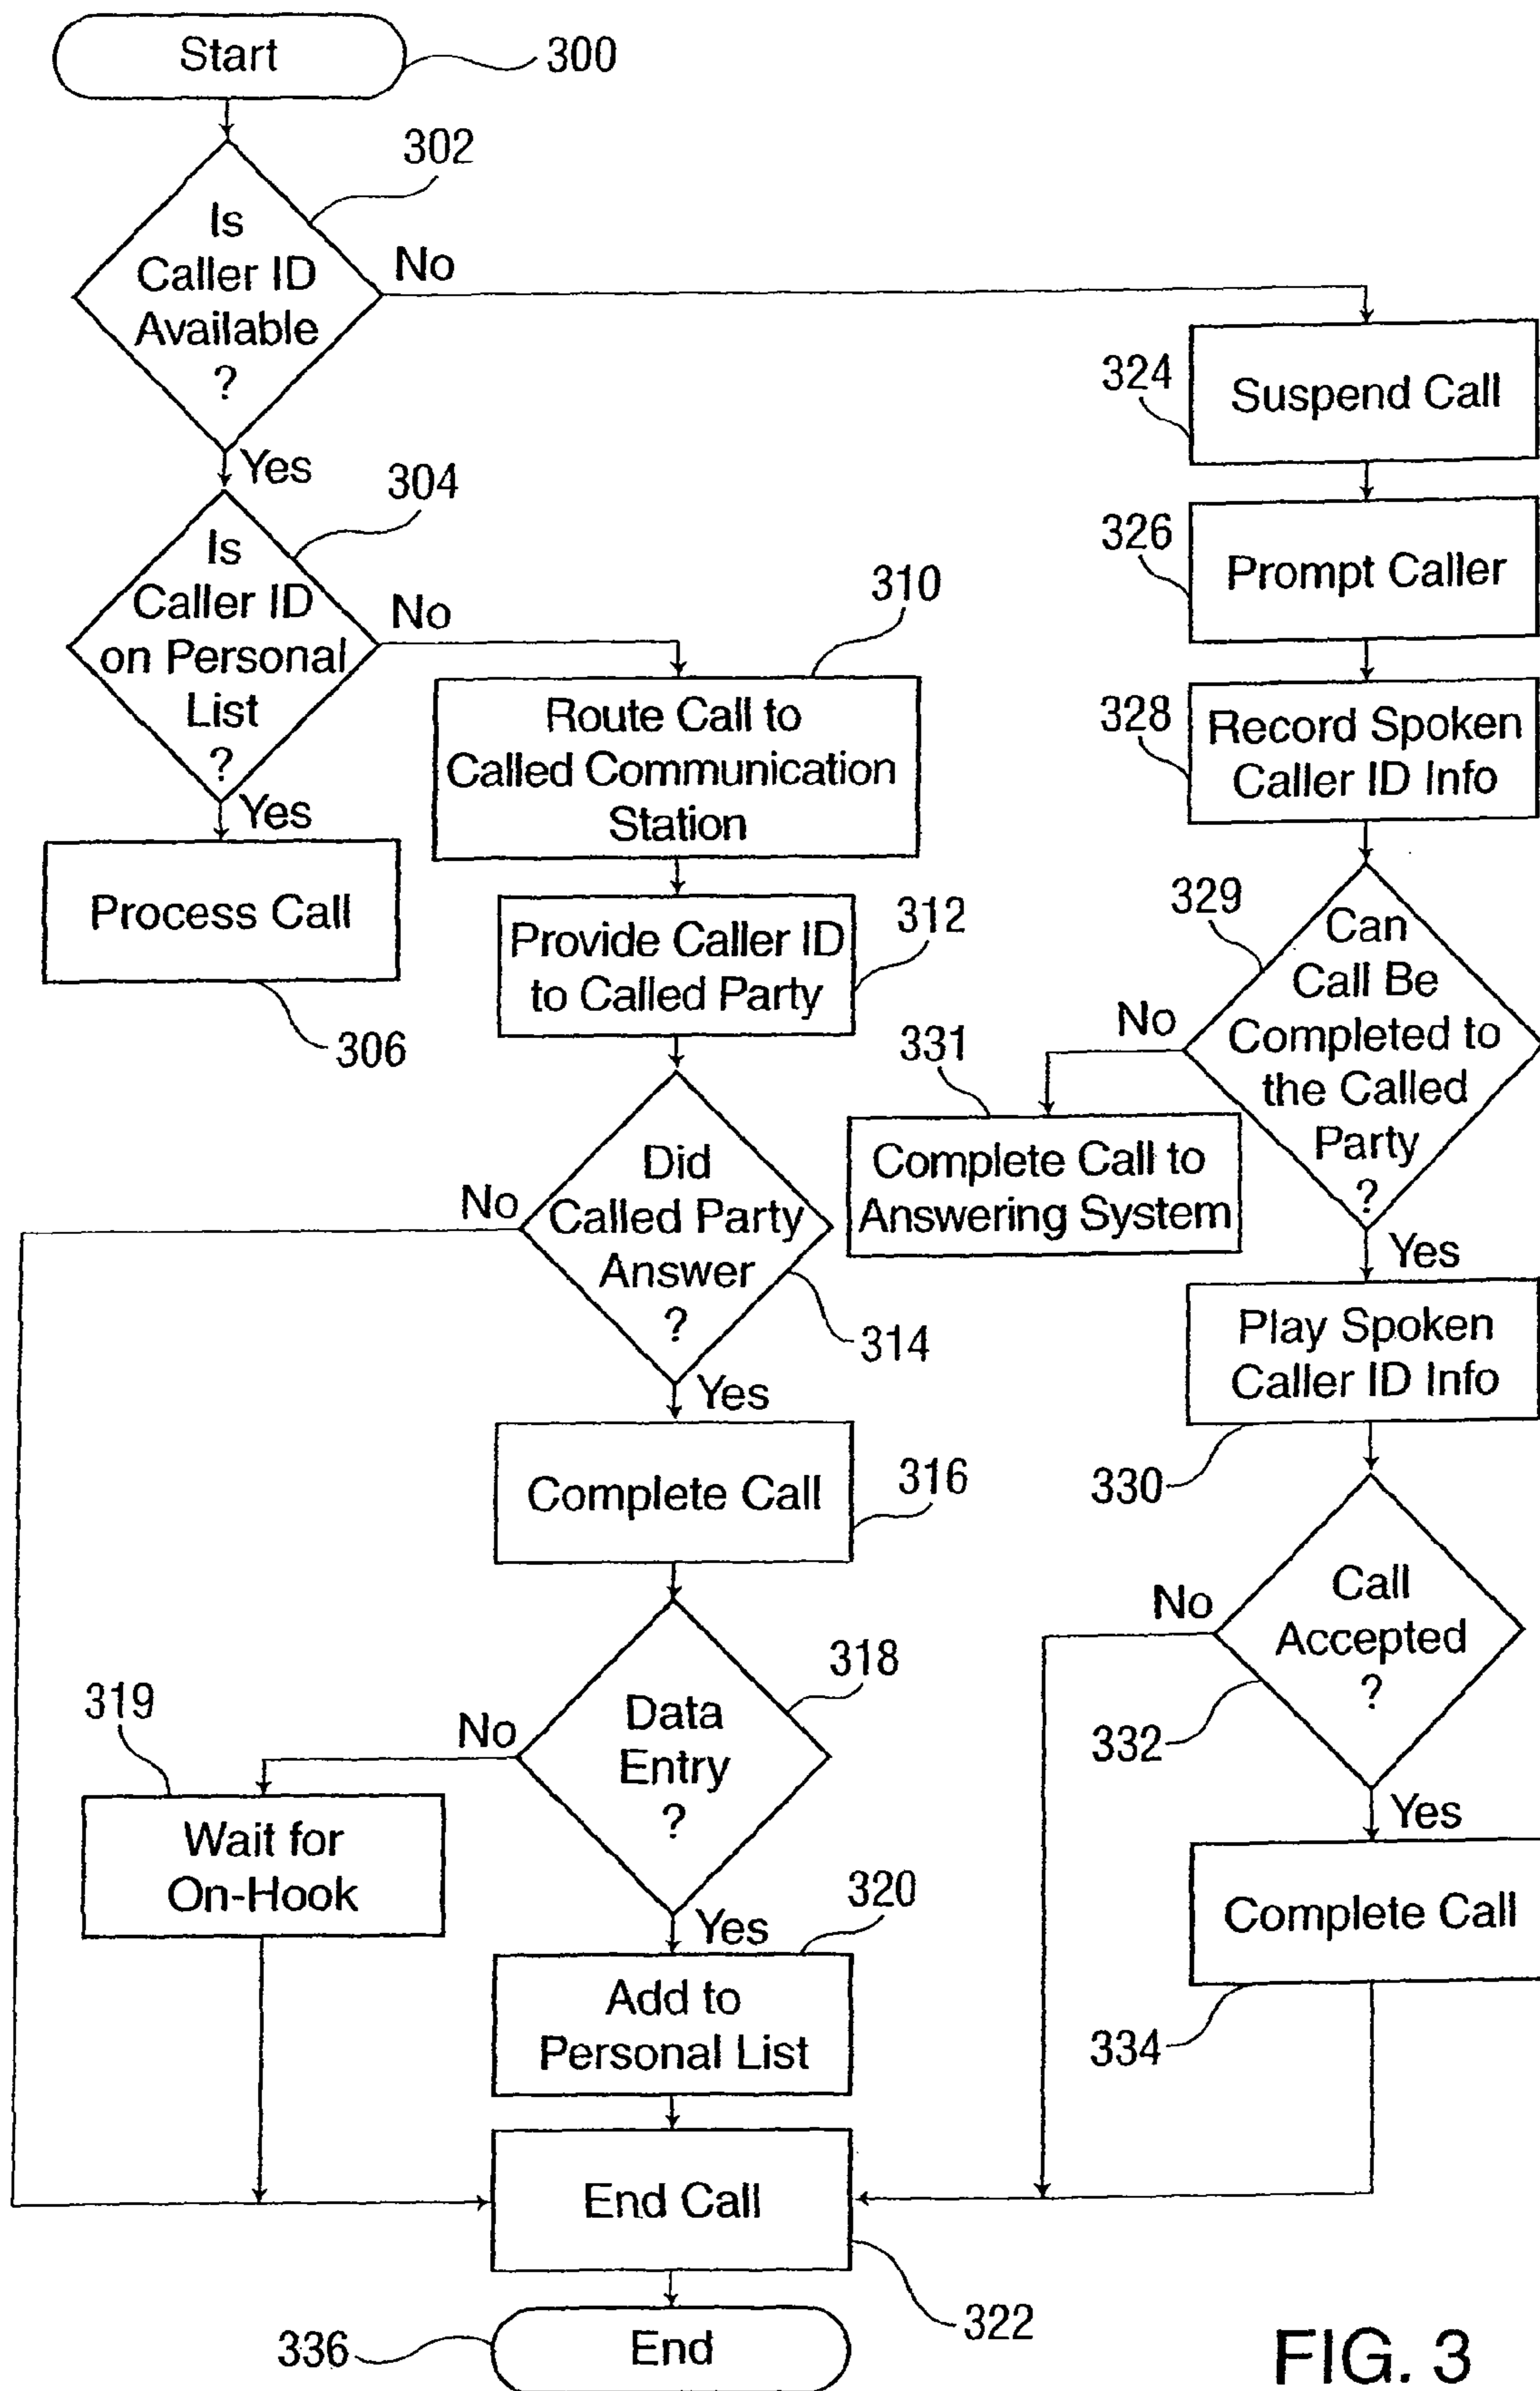 Start
300
302
Is
Caller ID
Available
?
No
Yes
324
Suspend Call
304
Is
Caller ID
on Personal
List
?
No
Yes
326
Prompt Caller
310
Route Call to
Called Communication
Station
328
Record Spoken
Caller ID Info
Process Call
306
312
Provide Caller ID
to Called Party
329
Can
Call Be
Completed to
the Called
Party
?
No
Yes
331
Complete Call to
Answering System
Did
Called Party
Answer
?
No
314
Yes
Play Spoken
Caller ID Info
330
Complete Call
316
Call
Accepted
?
No
332
Yes
318
Data
Entry
?
No
319
Wait for
On-Hook
Yes
320
Add to
Personal List
Complete Call
334
End Call
322
End
336
FIG. 3